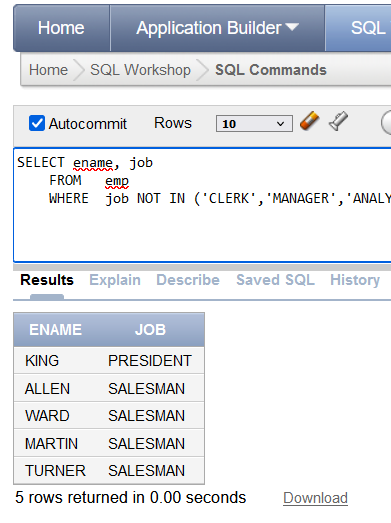 Home Application Builder SQL
Home SQL Workshop SQL Commands
Autocommit Rows 10
SELECT ename, job
FROM emp
WHERE job NOT IN ('CLERK','MANAGER','ANALY
Results Explain Describe Saved SQL History
ENAME JOB
KING PRESIDENT
ALLEN SALESMAN
WARD SALESMAN
MARTIN SALESMAN
TURNER SALESMAN
5 rows returned in 0.00 seconds Download